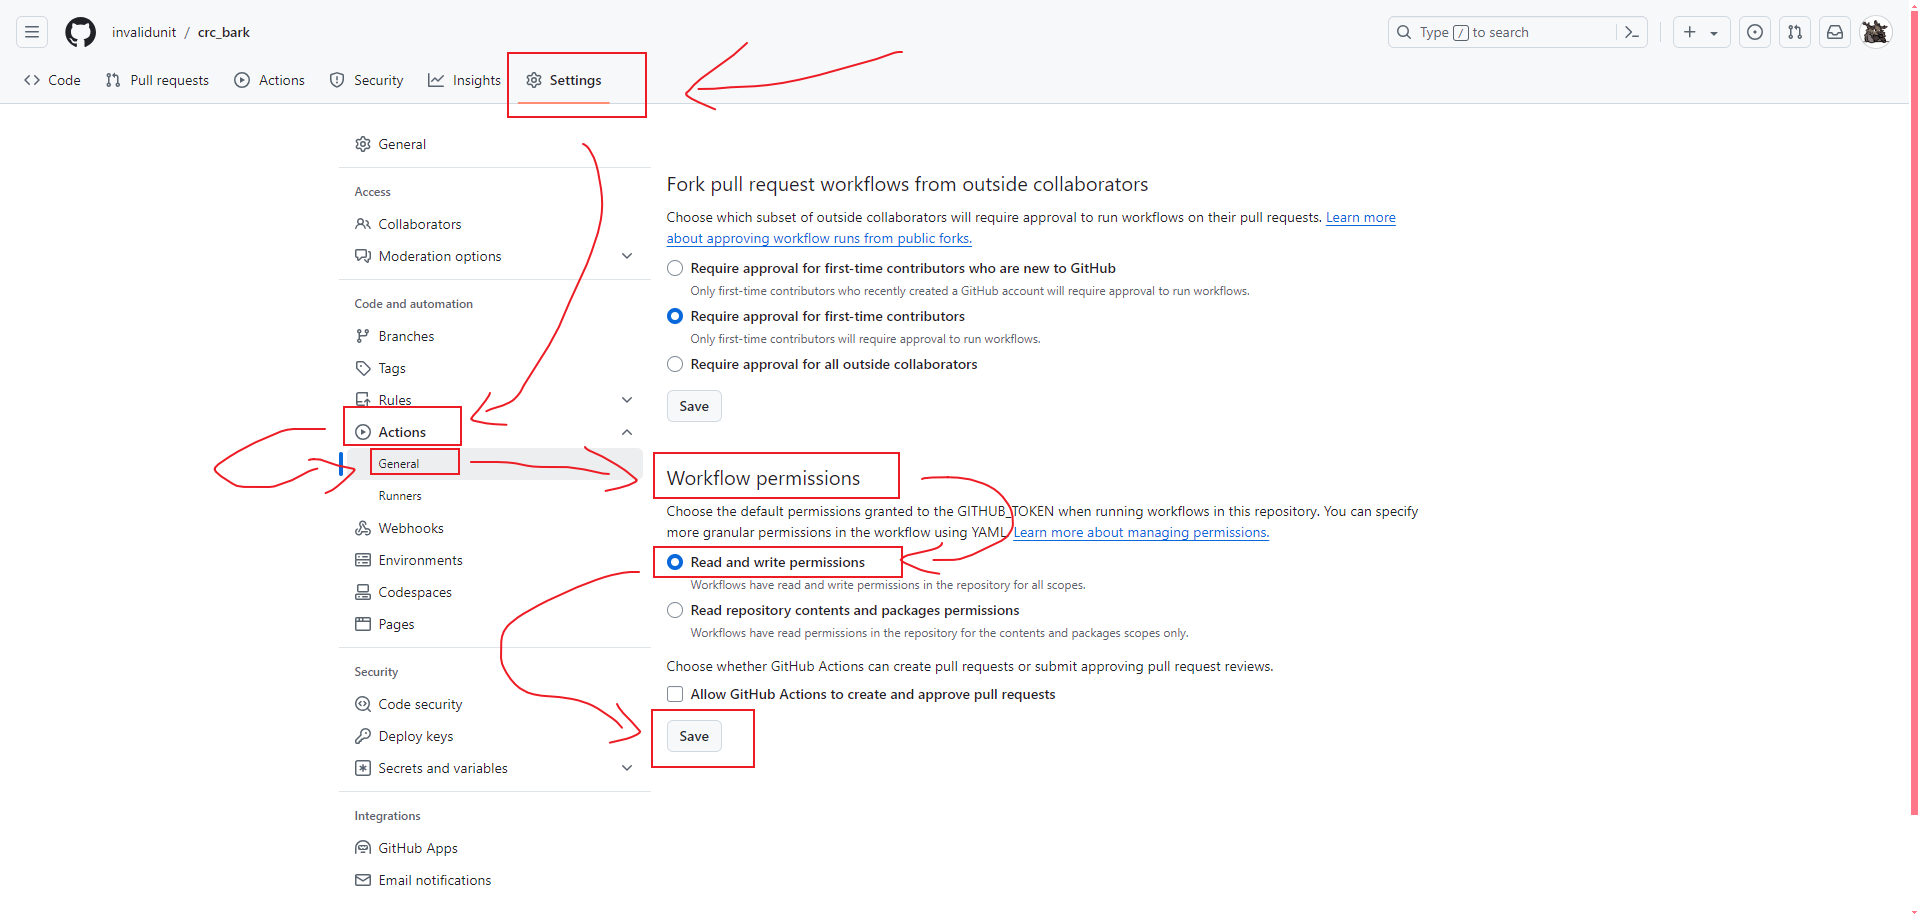 invalidunit / crc_bark
Type / to search
Code Pull requests Actions Security Insights Settings
General
Access
Collaborators
Moderation options
Code and automation
Branches
Tags
Rules
Actions
General
Runners
Webhooks
Environments
Codespaces
Pages
Security
Code security
Deploy keys
Secrets and variables
Integrations
GitHub Apps
Email notifications
Fork pull request workflows from outside collaborators
Choose which subset of outside collaborators will require approval to run workflows on their pull requests. Learn more
about approving workflow runs from public forks.
Require approval for first-time contributors who are new to GitHub
Only first-time contributors who recently created a GitHub account will require approval to run workflows.
Require approval for first-time contributors
Only first-time contributors will require approval to run workflows.
Require approval for all outside collaborators
Save
Workflow permissions
Choose the default permissions granted to the GITHUB_TOKEN when running workflows in this repository. You can specify
more granular permissions in the workflow using YAML. Learn more about managing permissions.
Read and write permissions
Workflows have read and write permissions in the repository for all scopes.
Read repository contents and packages permissions
Workflows have read permissions in the repository for the contents and packages scopes only.
Choose whether GitHub Actions can create pull requests or submit approving pull request reviews.
Allow GitHub Actions to create and approve pull requests
Save